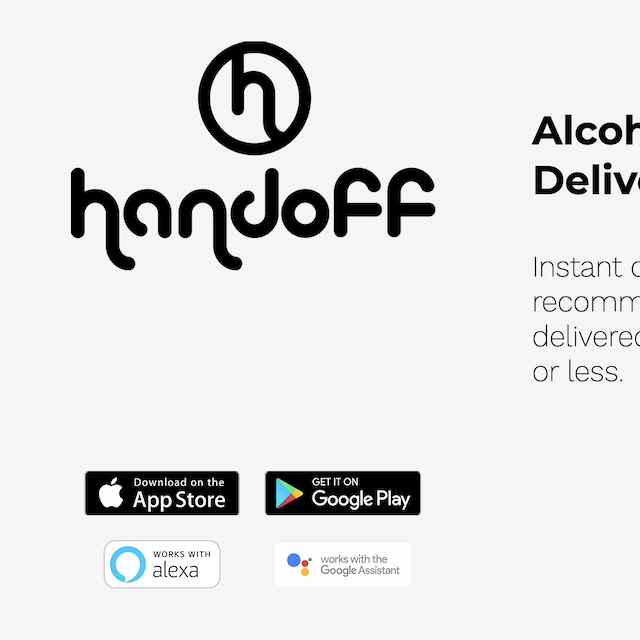 h
handoff
Alcoh
Delive
Instant
recomm
delivered
or less.
Download on the
App Store
GET IT ON
Google Play
WORKS WITH
alexa
works with the
Google Assistant